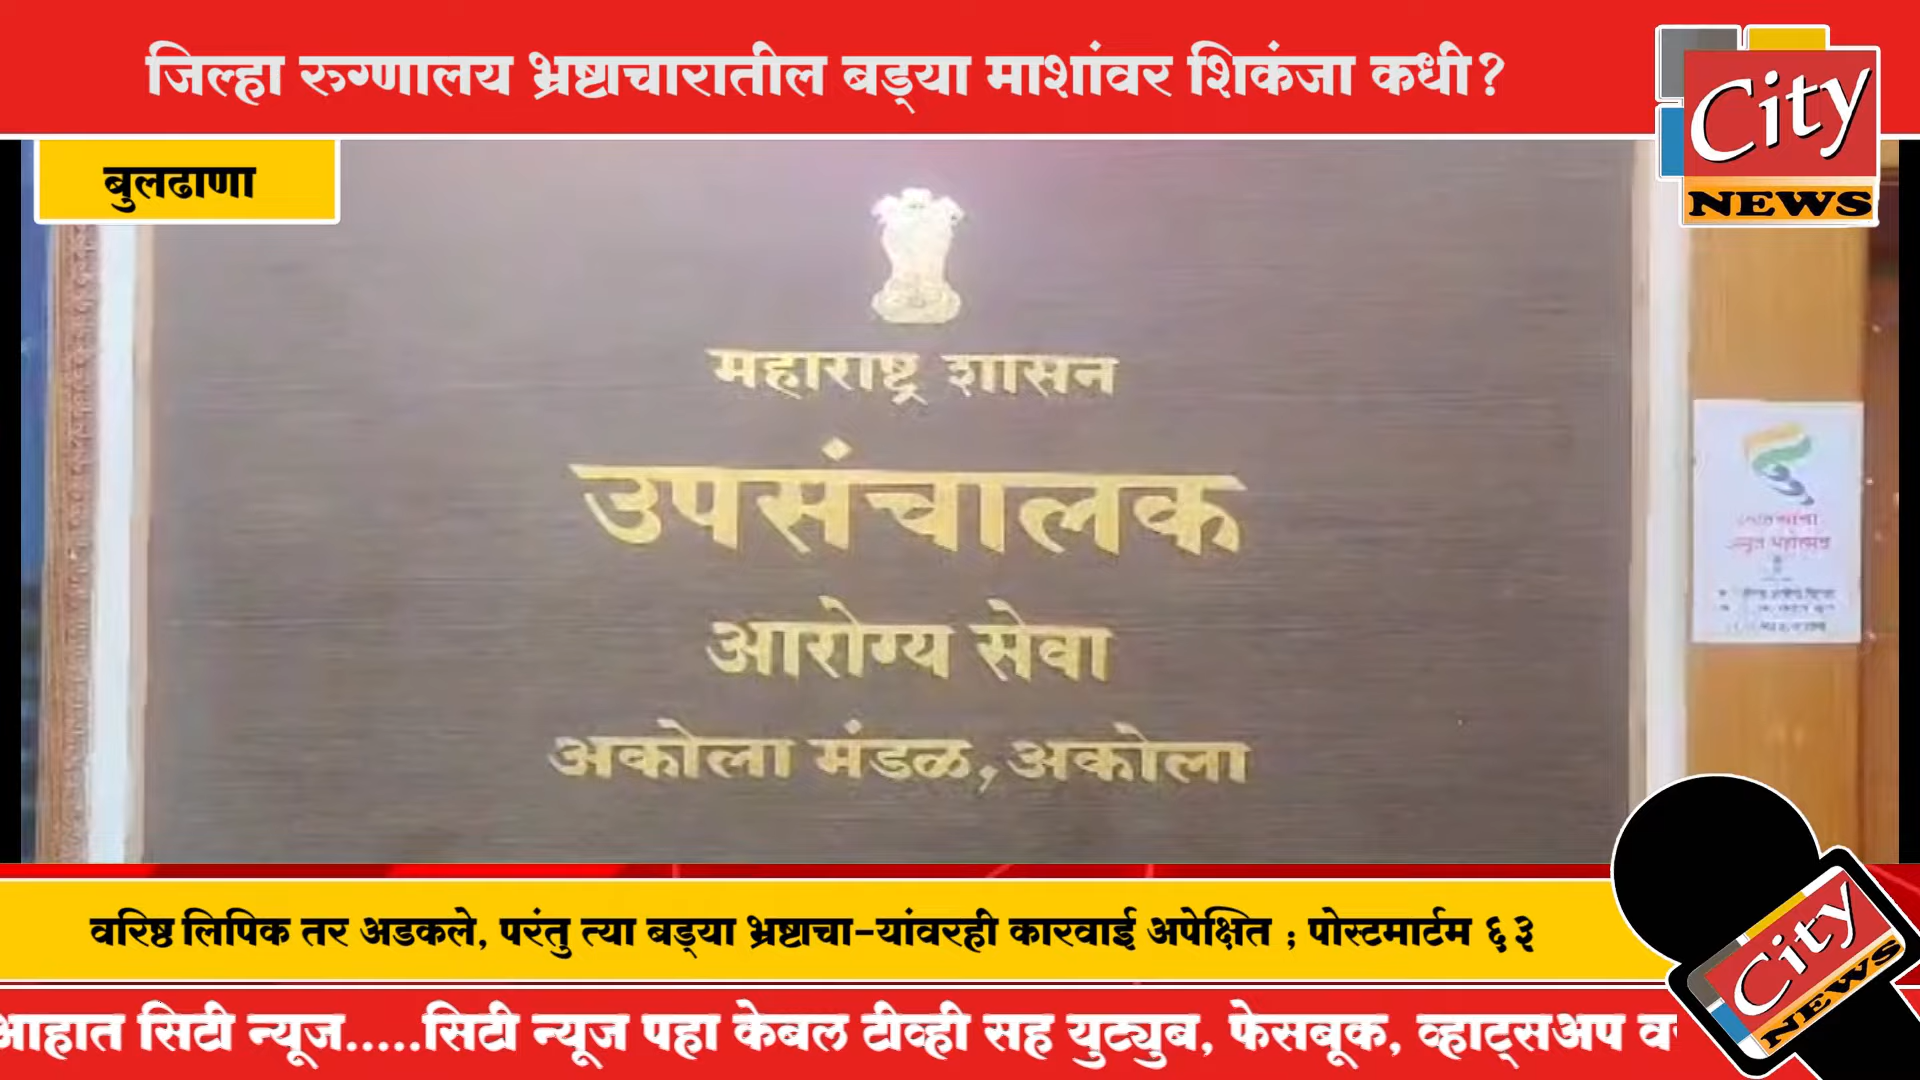 जिल्हा रुग्णालय भ्रष्टाचारातील बड्या माशांवर शिकंजा कधी?
City
NEWS
बुलढाणा
महाराष्ट्र शासन
उपसंचालक
आरोग्य सेवा
अकोला मंडळ, अकोला
वरिष्ठ लिपिक तर अडकले, परंतु त्या बड्या भ्रष्टाचा-यांवरही कारवाई अपेक्षित ; पोस्टमार्टम ६३
City
NEWS
आहात सिटी न्यूज.....सिटी न्यूज पहा केबल टीव्ही सह युट्युब, फेसबूक, व्हाट्सअप व